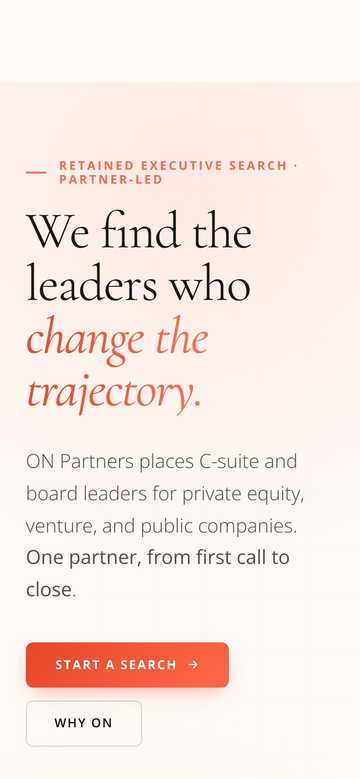 RETAINED EXECUTIVE SEARCH ·
PARTNER-LED
We find the
leaders who
change the
trajectory.
ON Partners places C-suite and
board leaders for private equity,
venture, and public companies.
One partner, from first call to
close.
START A SEARCH →
WHY ON